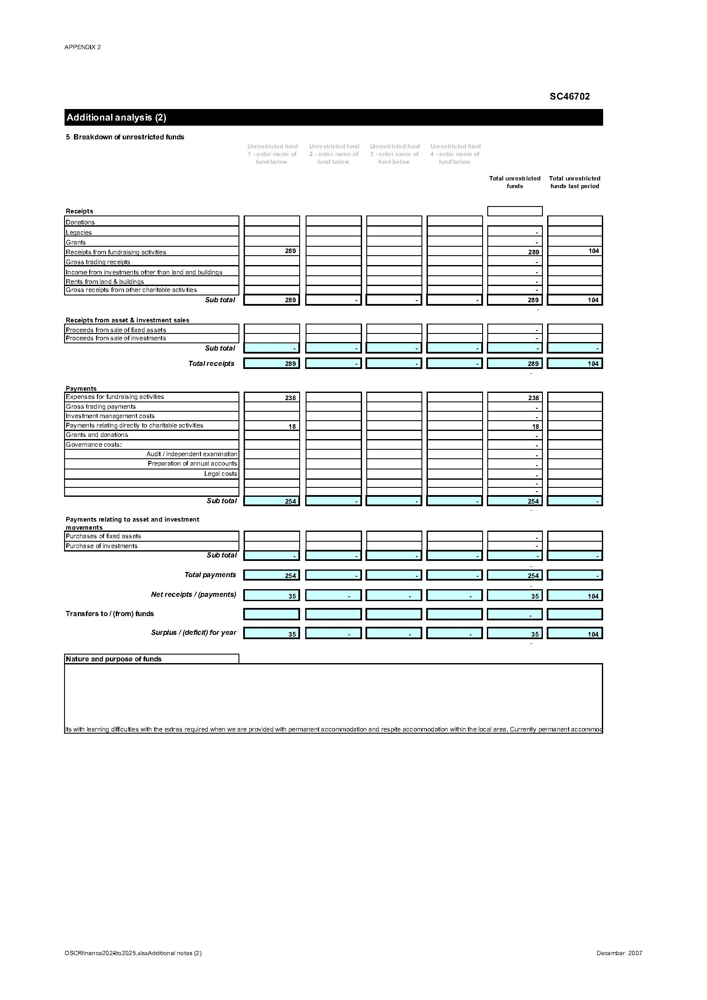 APPENDIX 2
SC46702
Additional analysis (2)
5 Breakdown of unrestricted funds
Unrestricted fund 1 - enter name of fund below
Unrestricted fund 2 - enter name of fund below
Unrestricted fund 3 - enter name of fund below
Unrestricted fund 4 - enter name of fund below
Total unrestricted funds
Total unrestricted funds last period
Receipts
Donations
Legacies -
Grants -
Receipts from fundraising activities 289 289 104
Gross trading receipts -
Income from investments other than land and buildings -
Rents from land & buildings -
Gross receipts from other charitable activities -
Sub total 289 - - - 289 104
-
Receipts from asset & investment sales
Proceeds from sale of fixed assets -
Proceeds from sale of investments -
Sub total - - - - - -
Total receipts 289 - - - 289 104
-
Payments
Expenses for fundraising activities 236 236
Gross trading payments -
Investment management costs -
Payments relating directly to charitable activities 18 18
Grants and donations -
Governance costs: -
Audit / independent examination -
Preparation of annual accounts -
Legal costs -
-
-
Sub total 254 - - - 254 -
-
Payments relating to asset and investment
movements
Purchases of fixed assets -
Purchase of investments -
Sub total - - - - - -
-
Total payments 254 - - - 254 -
-
Net receipts / (payments) 35 - - - 35 104
Transfers to / (from) funds -
Surplus / (deficit) for year 35 - - - 35 104
-
Nature and purpose of funds
lts with learning difficulties with the extras required when we are provided with permanent accommodation and respite accommodation within the local area. Currently permanent accommod
OSCRfinance2024to2025.xlsxAdditional notes (2)
December 2007